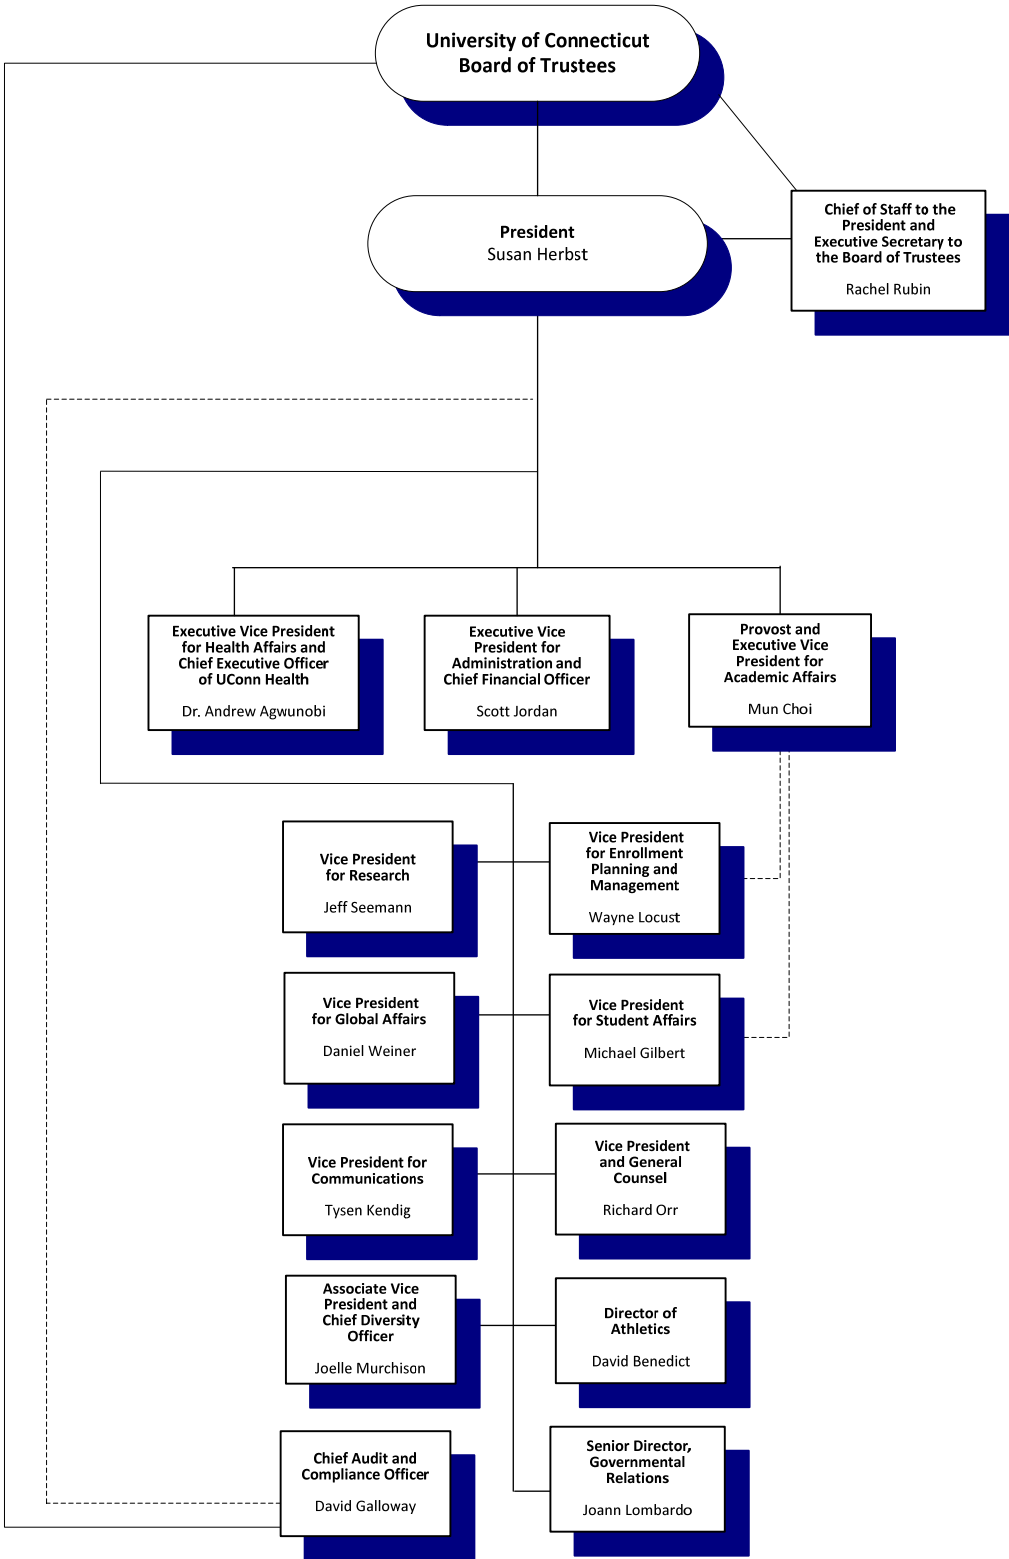 University of Connecticut
Board of Trustees
Chief of Staff to the
President and
Executive Secretary to
the Board of Trustees
Rachel Rubin
President
Susan Herbst
Executive Vice President
for Health Affairs and
Chief Executive Officer
of UConn Health
Dr. Andrew Agwunobi
Executive Vice
President for
Administration and
Chief Financial Officer
Scott Jordan
Provost and
Executive Vice
President for
Academic Affairs
Mun Choi
Vice President
for Research
Jeff Seemann
Vice President
for Enrollment
Planning and
Management
Wayne Locust
Vice President
for Global Affairs
Daniel Weiner
Vice President
for Student Affairs
Michael Gilbert
Vice President for
Communications
Tysen Kendig
Vice President
and General
Counsel
Richard Orr
Associate Vice
President and
Chief Diversity
Officer
Joelle Murchison
Director of
Athletics
David Benedict
Chief Audit and
Compliance Officer
David Galloway
Senior Director,
Governmental
Relations
Joann Lombardo